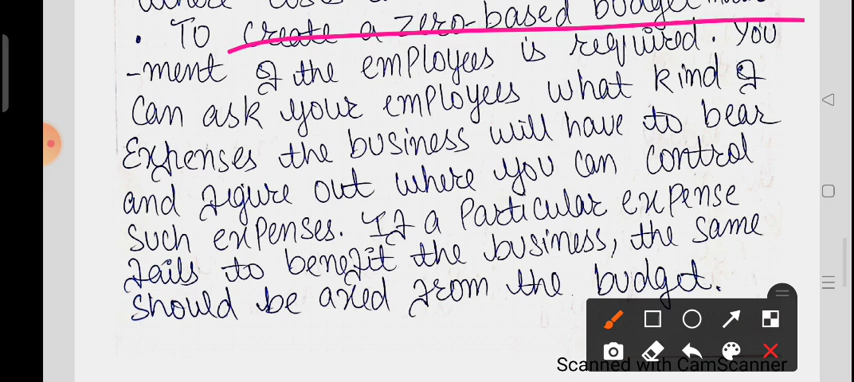 • To create a zero-based budget
-ment of the employees is required. You
can ask your employees what kind of
expenses the business will have to bear
and figure out where you can control
such expenses. If a particular expense
fails to benefit the business, the same
should be axed from the budget.
Scanned with CamScanner